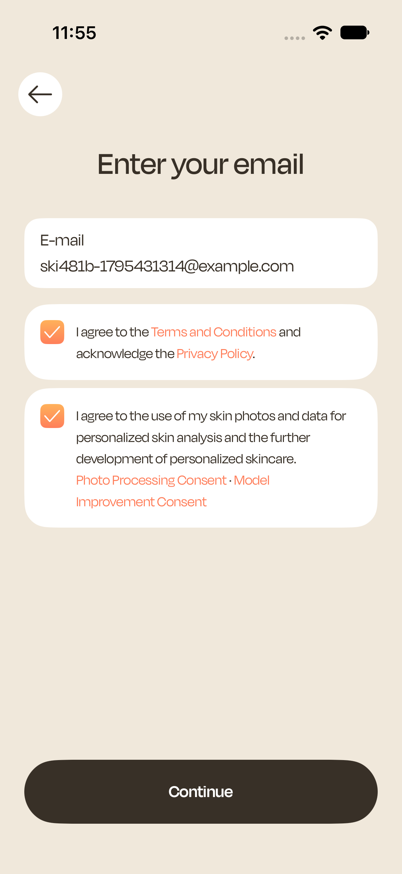 11:55
Enter your email
E-mail
ski481b-1795431314@example.com
I agree to the Terms and Conditions and
acknowledge the Privacy Policy.
I agree to the use of my skin photos and data for
personalized skin analysis and the further
development of personalized skincare.
Photo Processing Consent · Model
Improvement Consent
Continue